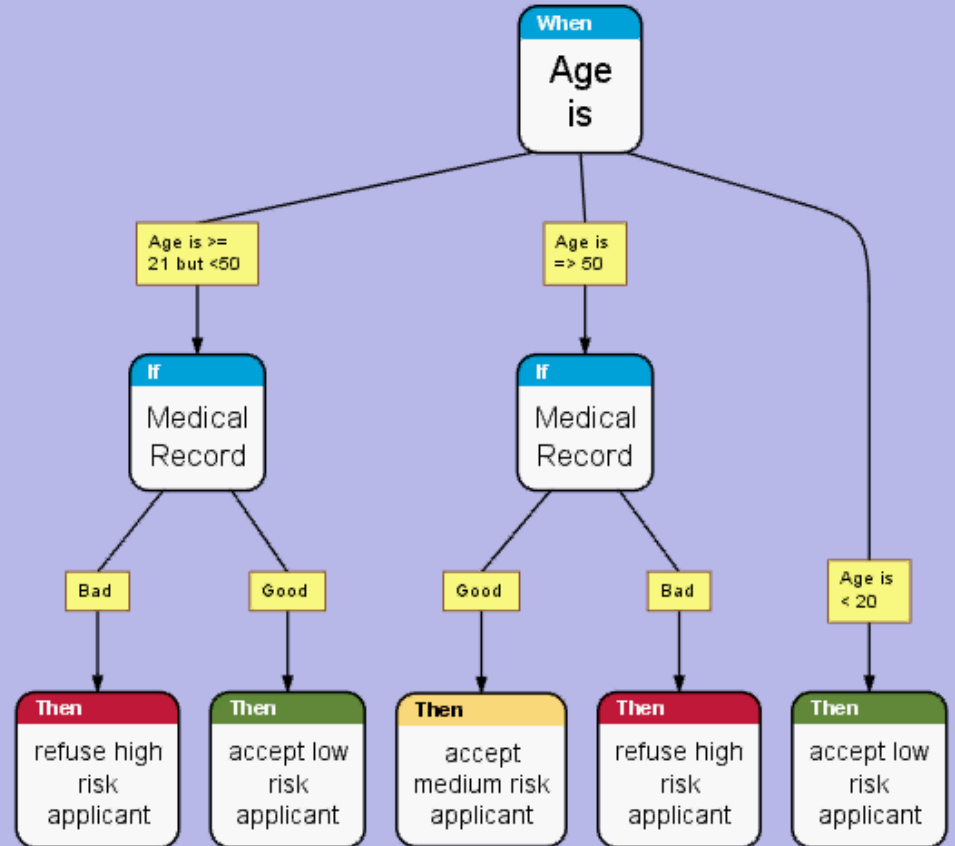 When
Age
is
Age is >=
21 but <50
Age is
=> 50
If
Medical
Record
If
Medical
Record
Bad
Good
Good
Bad
Age is
< 20
Then
refuse high
risk
applicant
Then
accept low
risk
applicant
Then
accept
medium risk
applicant
Then
refuse high
risk
applicant
Then
accept low
risk
applicant